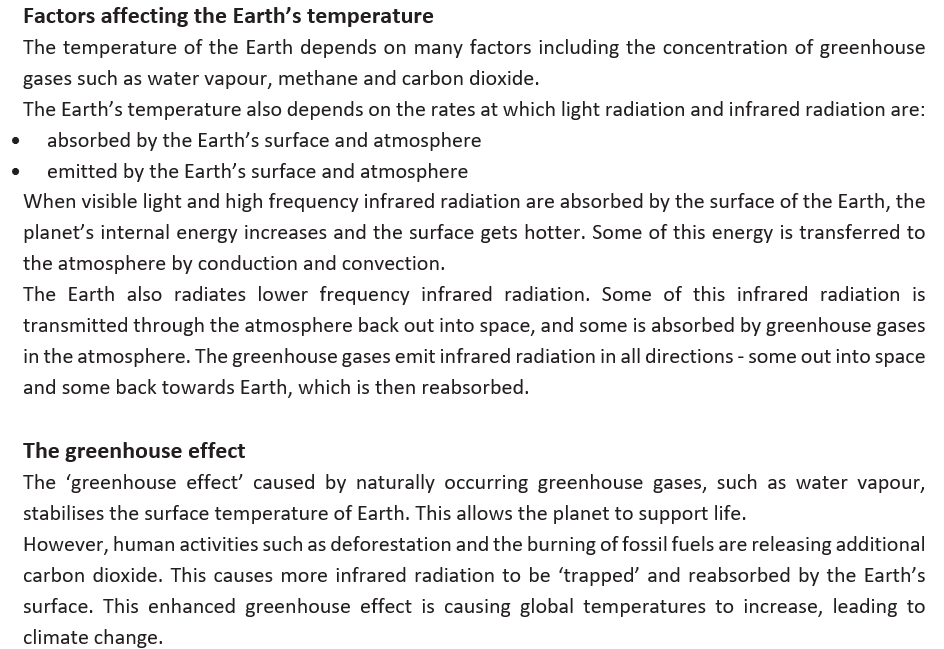 Factors affecting the Earth’s temperature
The temperature of the Earth depends on many factors including the concentration of greenhouse
gases such as water vapour, methane and carbon dioxide.
The Earth’s temperature also depends on the rates at which light radiation and infrared radiation are:
• absorbed by the Earth’s surface and atmosphere
• emitted by the Earth’s surface and atmosphere
When visible light and high frequency infrared radiation are absorbed by the surface of the Earth, the
planet’s internal energy increases and the surface gets hotter. Some of this energy is transferred to
the atmosphere by conduction and convection.
The Earth also radiates lower frequency infrared radiation. Some of this infrared radiation is
transmitted through the atmosphere back out into space, and some is absorbed by greenhouse gases
in the atmosphere. The greenhouse gases emit infrared radiation in all directions - some out into space
and some back towards Earth, which is then reabsorbed.
The greenhouse effect
The ‘greenhouse effect’ caused by naturally occurring greenhouse gases, such as water vapour,
stabilises the surface temperature of Earth. This allows the planet to support life.
However, human activities such as deforestation and the burning of fossil fuels are releasing additional
carbon dioxide. This causes more infrared radiation to be ‘trapped’ and reabsorbed by the Earth’s
surface. This enhanced greenhouse effect is causing global temperatures to increase, leading to
climate change.